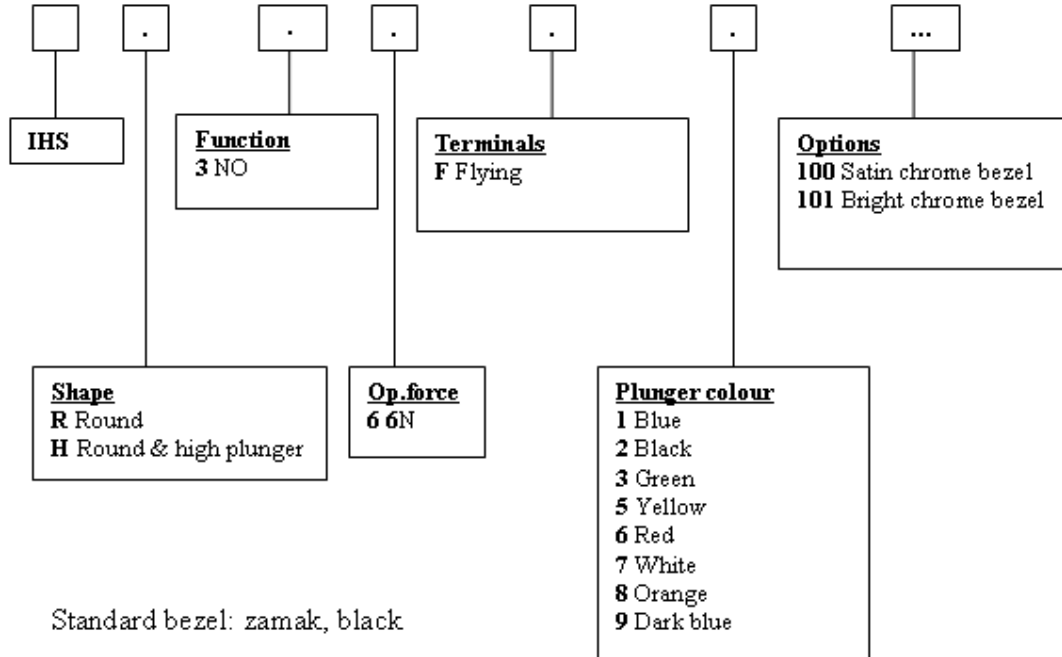 . . . . . ...
IHS
Function
3 NO
Terminals
F Flying
Options
100 Satin chrome bezel
101 Bright chrome bezel
Shape
R Round
H Round & high plunger
Op.force
6 6N
Plunger colour
1 Blue
2 Black
3 Green
5 Yellow
6 Red
7 White
8 Orange
9 Dark blue
Standard bezel: zamak, black